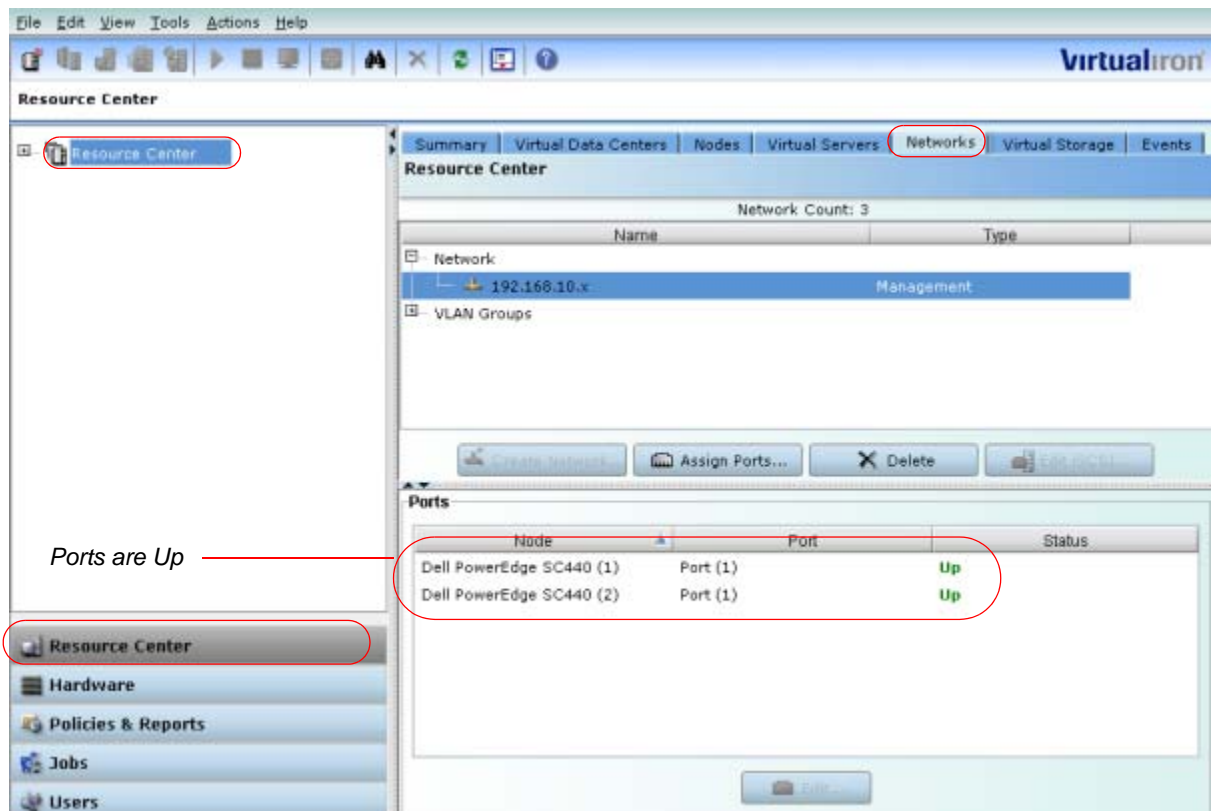 File Edit View Tools Actions Help
Virtualiron
Resource Center
Resource Center
Summary Virtual Data Centers Nodes Virtual Servers Networks Virtual Storage Events
Resource Center
Network Count: 3
Name Type
Network
192.168.10.x Management
VLAN Groups
Create Network Assign Ports... Delete Edit iSCSI...
Ports
Node Port Status
Dell PowerEdge SC440 (1) Port (1) Up
Dell PowerEdge SC440 (2) Port (1) Up
Ports are Up
Resource Center
Hardware
Policies & Reports
Jobs
Users
Edit...